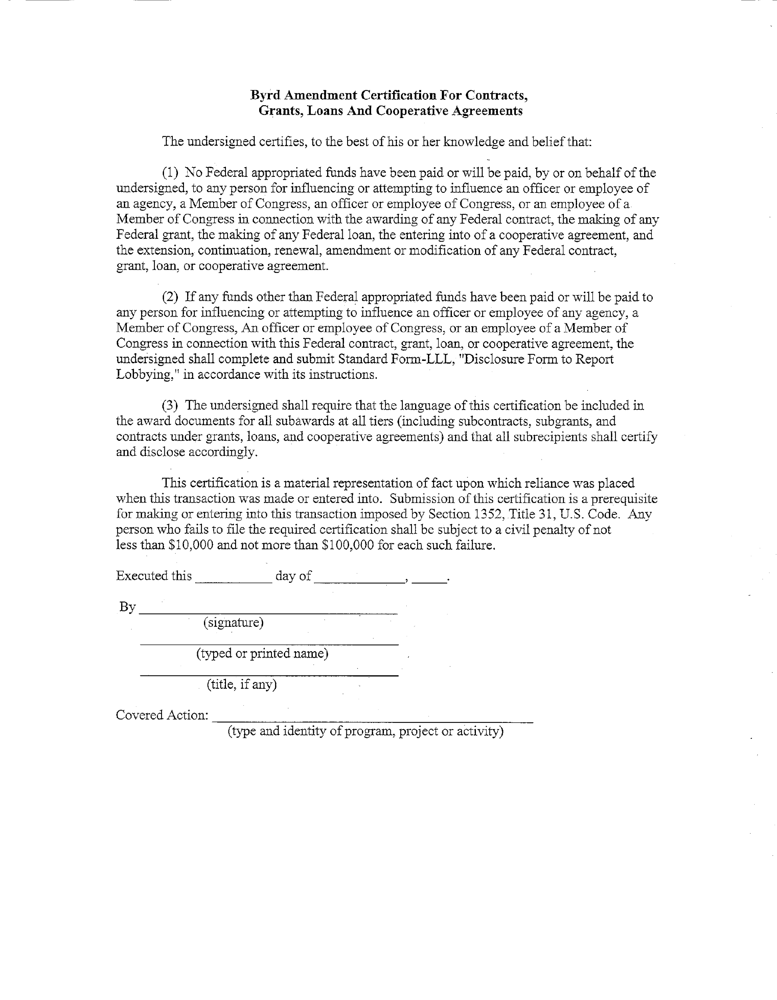 Byrd Amendment Certification For Contracts,
Grants, Loans And Cooperative Agreements
The undersigned certifies, to the best of his or her knowledge and belief that:
(1) No Federal appropriated funds have been paid or will be paid, by or on behalf of the
undersigned, to any person for influencing or attempting to influence an officer or employee of
an agency, a Member of Congress, an officer or employee of Congress, or an employee of a
Member of Congress in connection with the awarding of any Federal contract, the making of any
Federal grant, the making of any Federal loan, the entering into of a cooperative agreement, and
the extension, continuation, renewal, amendment or modification of any Federal contract,
grant, loan, or cooperative agreement.
(2) If any funds other than Federal appropriated funds have been paid or will be paid to
any person for influencing or attempting to influence an officer or employee of any agency, a
Member of Congress, An officer or employee of Congress, or an employee of a Member of
Congress in connection with this Federal contract, grant, loan, or cooperative agreement, the
undersigned shall complete and submit Standard Form-LLL, "Disclosure Form to Report
Lobbying," in accordance with its instructions.
(3) The undersigned shall require that the language of this certification be included in
the award documents for all subawards at all tiers (including subcontracts, subgrants, and
contracts under grants, loans, and cooperative agreements) and that all subrecipients shall certify
and disclose accordingly.
This certification is a material representation of fact upon which reliance was placed
when this transaction was made or entered into. Submission of this certification is a prerequisite
for making or entering into this transaction imposed by Section 1352, Title 31, U.S. Code. Any
person who fails to file the required certification shall be subject to a civil penalty of not
less than $10,000 and not more than $100,000 for each such failure.
Executed this ____________ day of ______________, ______.
By ________________________________________
(signature)
________________________________________
(typed or printed name)
________________________________________
(title, if any)
Covered Action: __________________________________________________
(type and identity of program, project or activity)